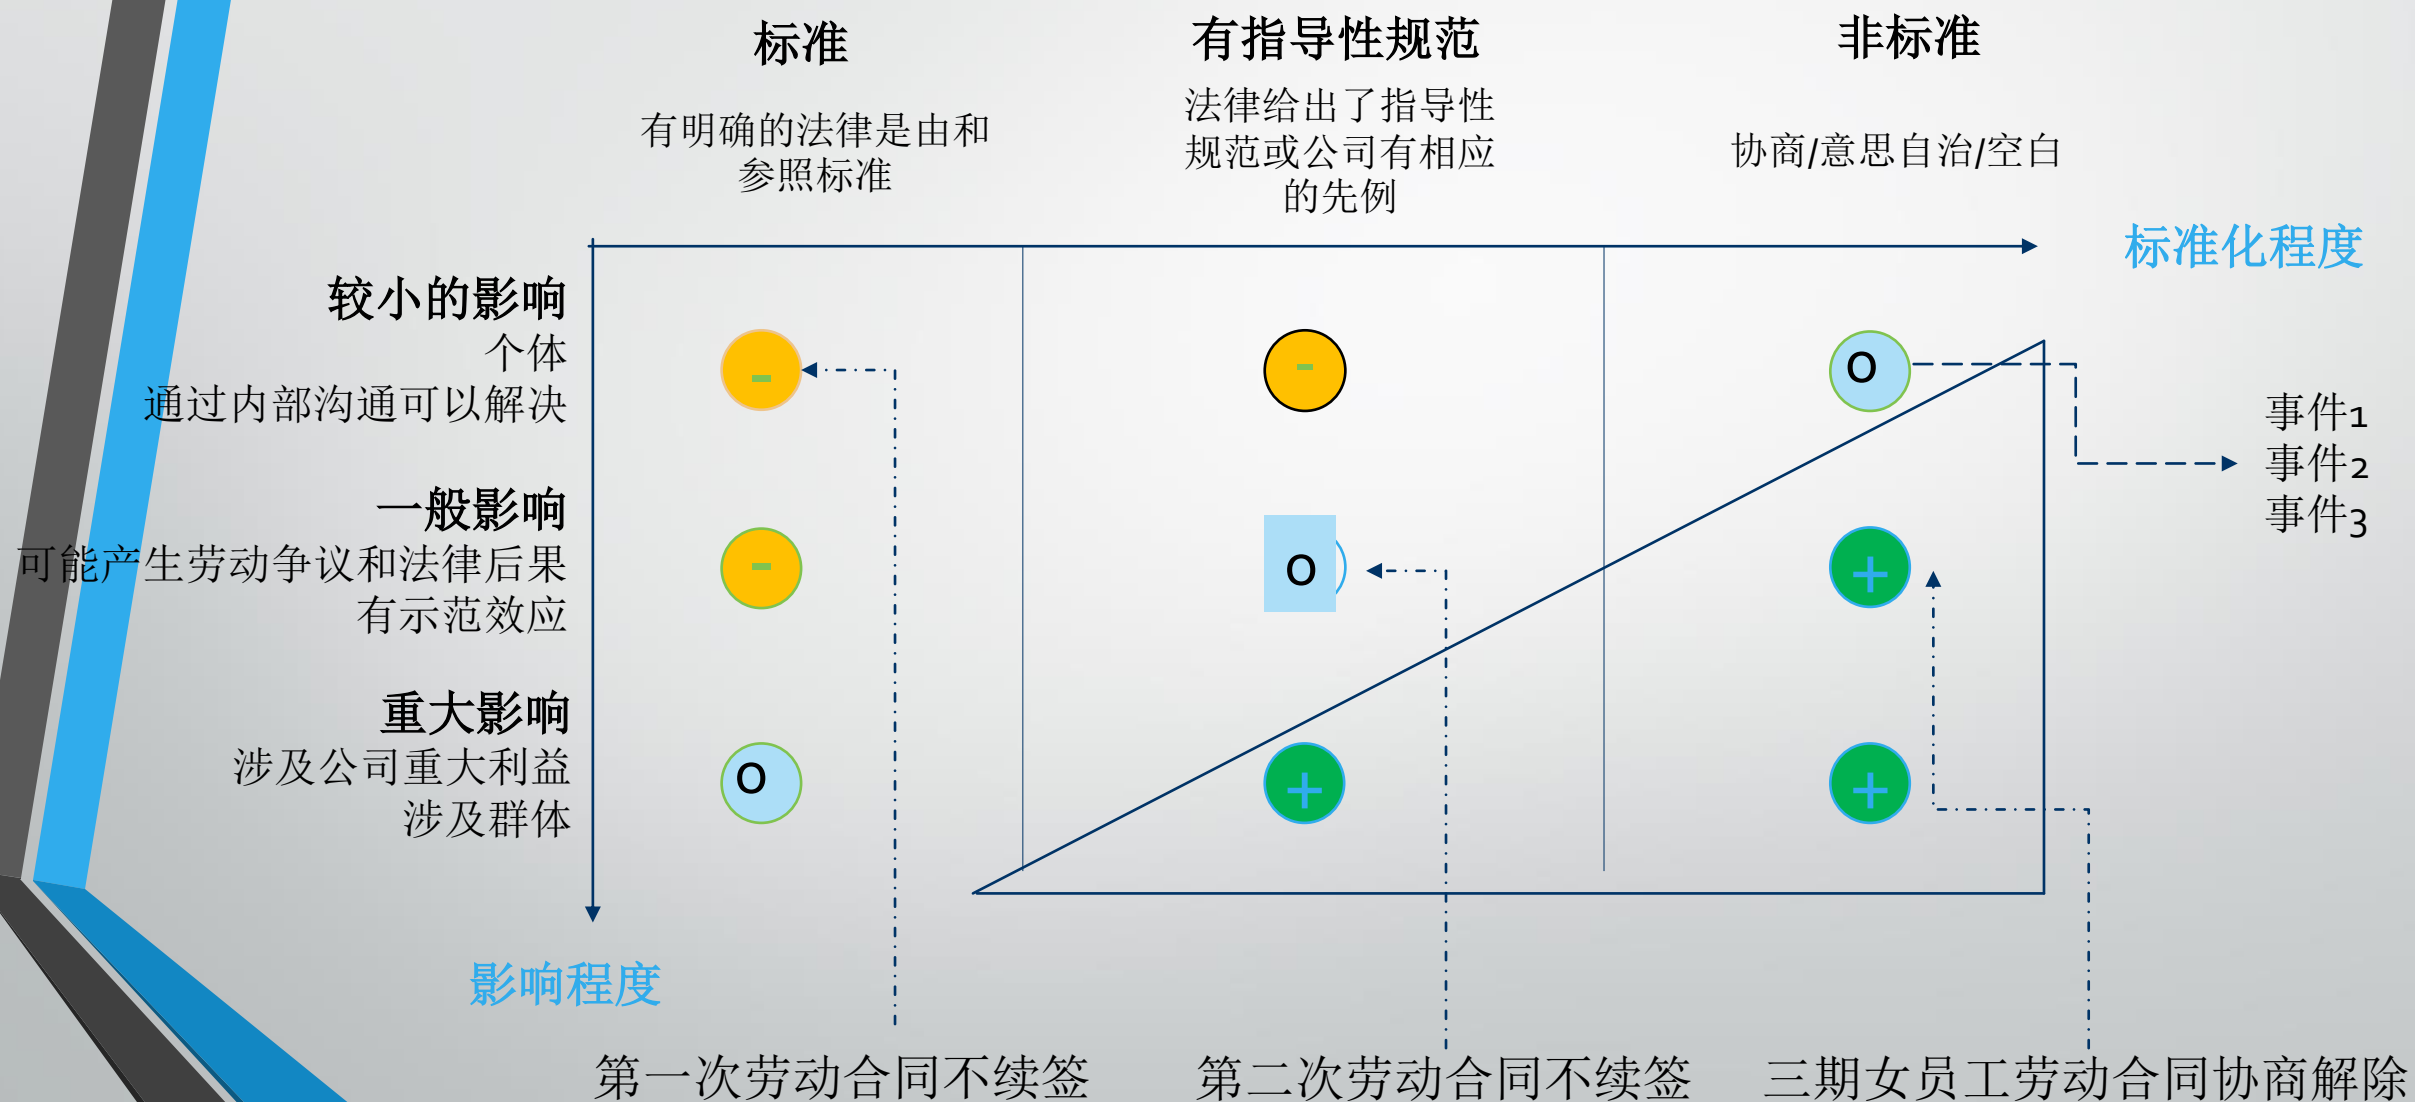 标准
有明确的法律是由和
参照标准
有指导性规范
法律给出了指导性
规范或公司有相应
的先例
非标准
协商/意思自治/空白
标准化程度
较小的影响
个体
通过内部沟通可以解决
-
-
o
事件1
事件2
事件3
一般影响
可能产生劳动争议和法律后果
有示范效应
-
o
+
重大影响
涉及公司重大利益
涉及群体
o
+
+
影响程度
第一次劳动合同不续签
第二次劳动合同不续签
三期女员工劳动合同协商解除